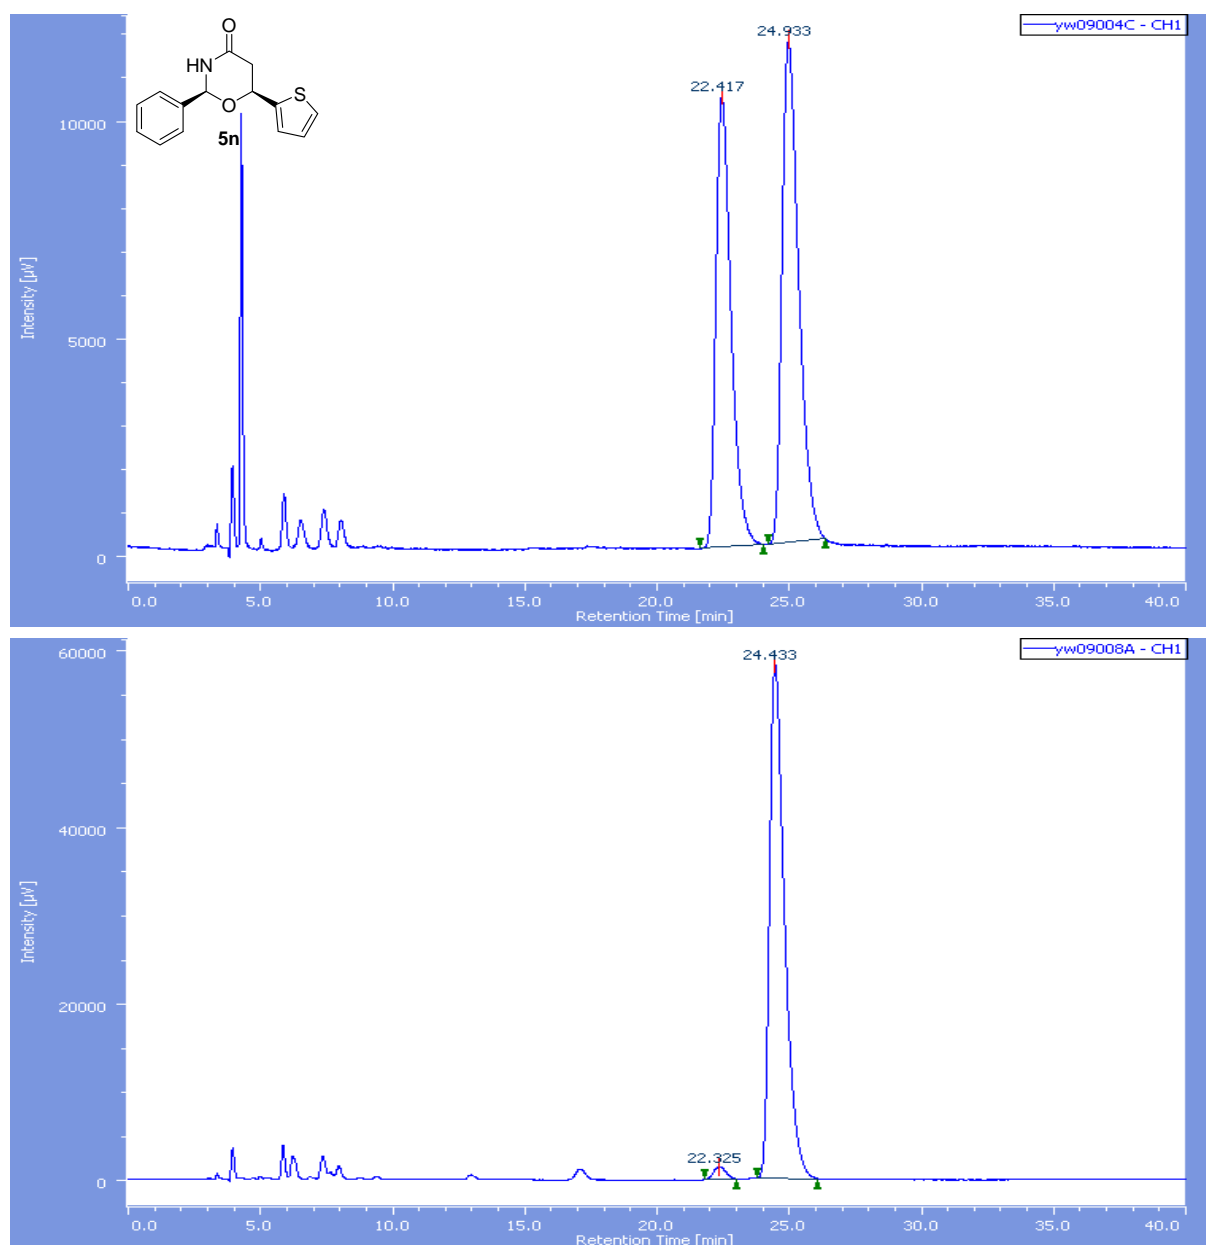 yw09004C - CH1
24.933
22.417
O
HN
O
S
5n
Intensity [µV]
10000
5000
0
0.0 5.0 10.0 15.0 20.0 25.0 30.0 35.0 40.0
Retention Time [min]
yw09008A - CH1
24.433
22.325
Intensity [µV]
60000
40000
20000
0
0.0 5.0 10.0 15.0 20.0 25.0 30.0 35.0 40.0
Retention Time [min]